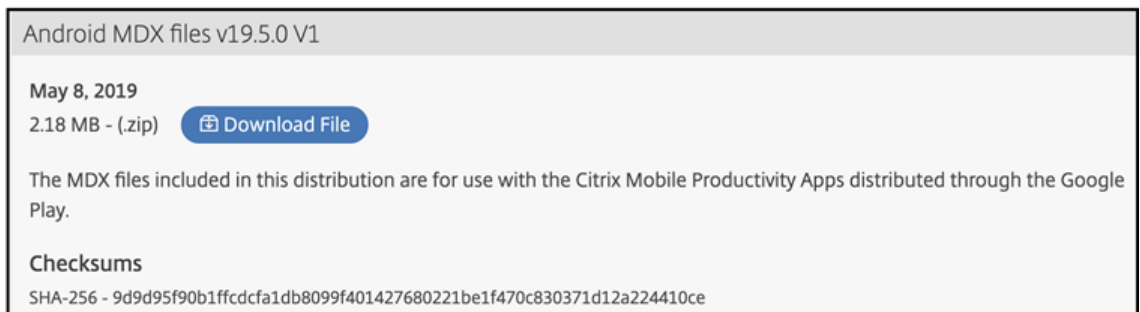 Android MDX files v19.5.0 V1
May 8, 2019
2.18 MB - (.zip) Download File
The MDX files included in this distribution are for use with the Citrix Mobile Productivity Apps distributed through the Google
Play.
Checksums
SHA-256 - 9d9d95f90b1ffcdcfa1db8099f401427680221be1f470c830371d12a224410ce